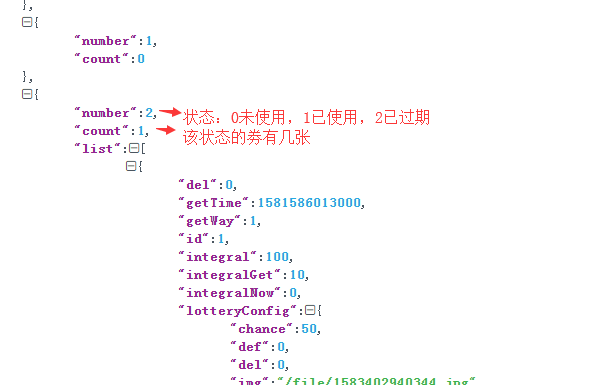 },
{
"number":1,
"count":0
},
{
"number":2,
状态：0未使用，1已使用，2已过期
"count":1,
该状态的券有几张
"list":[
{
"del":0,
"getTime":1581586013000,
"getWay":1,
"id":1,
"integral":100,
"integralGet":10,
"integralNow":0,
"lotteryConfig":{
"chance":50,
"def":0,
"del":0,
"img":"/file/1583402940344.jpg"